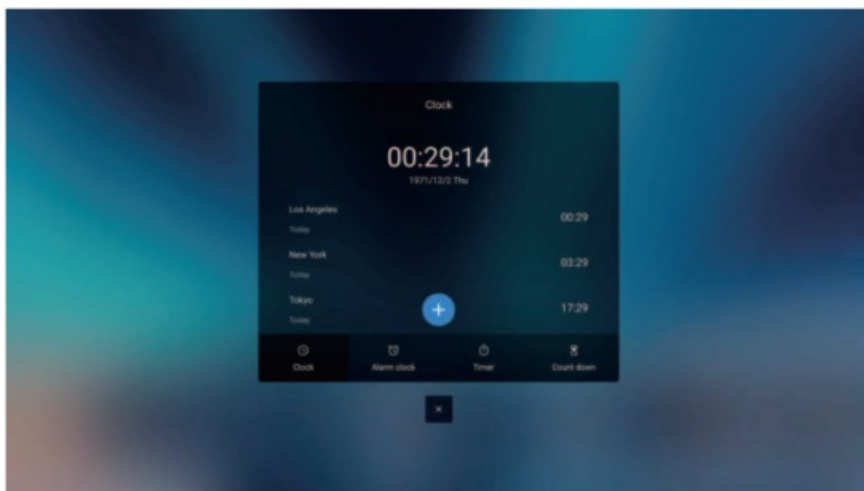 Clock
00:29:14
1971/12/2 Thu
Los Angeles
00:29
Today
New York
03:29
Today
Tokyo
17:29
Today
Clock Alarm clock Timer Count down